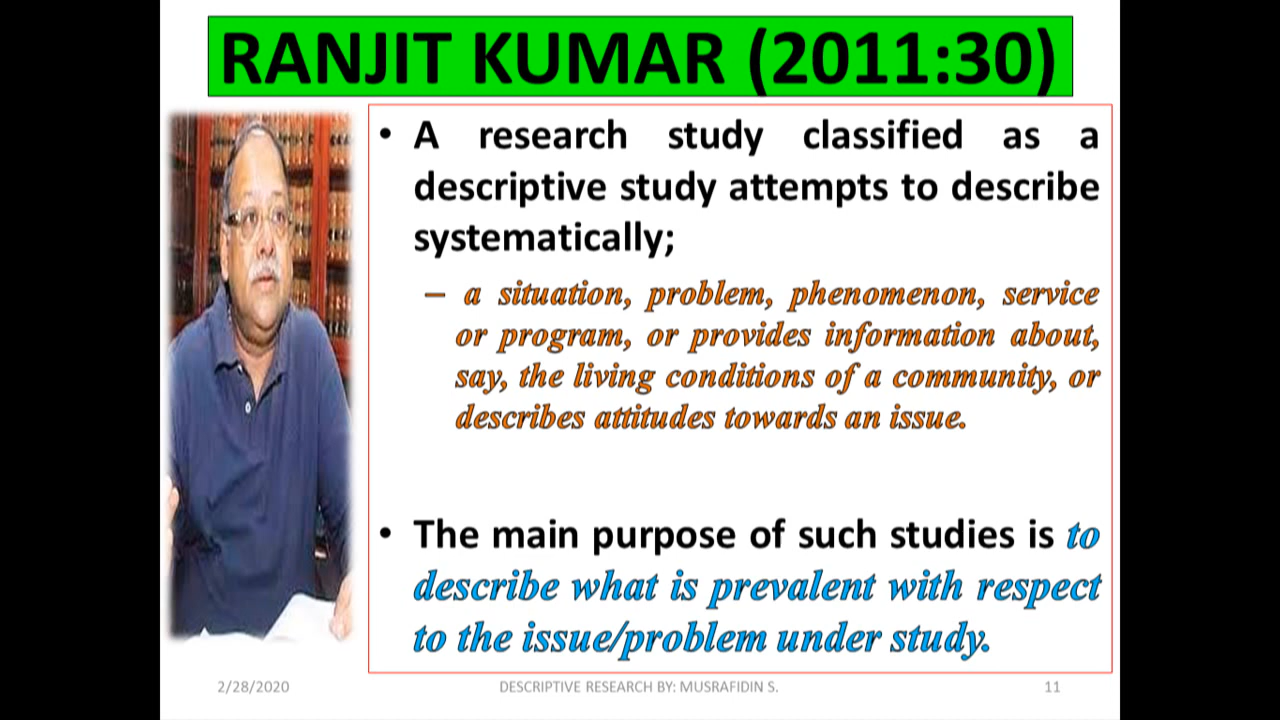 RANJIT KUMAR (2011:30)
• A research study classified as a
descriptive study attempts to describe
systematically;
– a situation, problem, phenomenon, service
or program, or provides information about,
say, the living conditions of a community, or
describes attitudes towards an issue.
• The main purpose of such studies is to
describe what is prevalent with respect
to the issue/problem under study.
2/28/2020 DESCRIPTIVE RESEARCH BY: MUSRAFIDIN S. 11